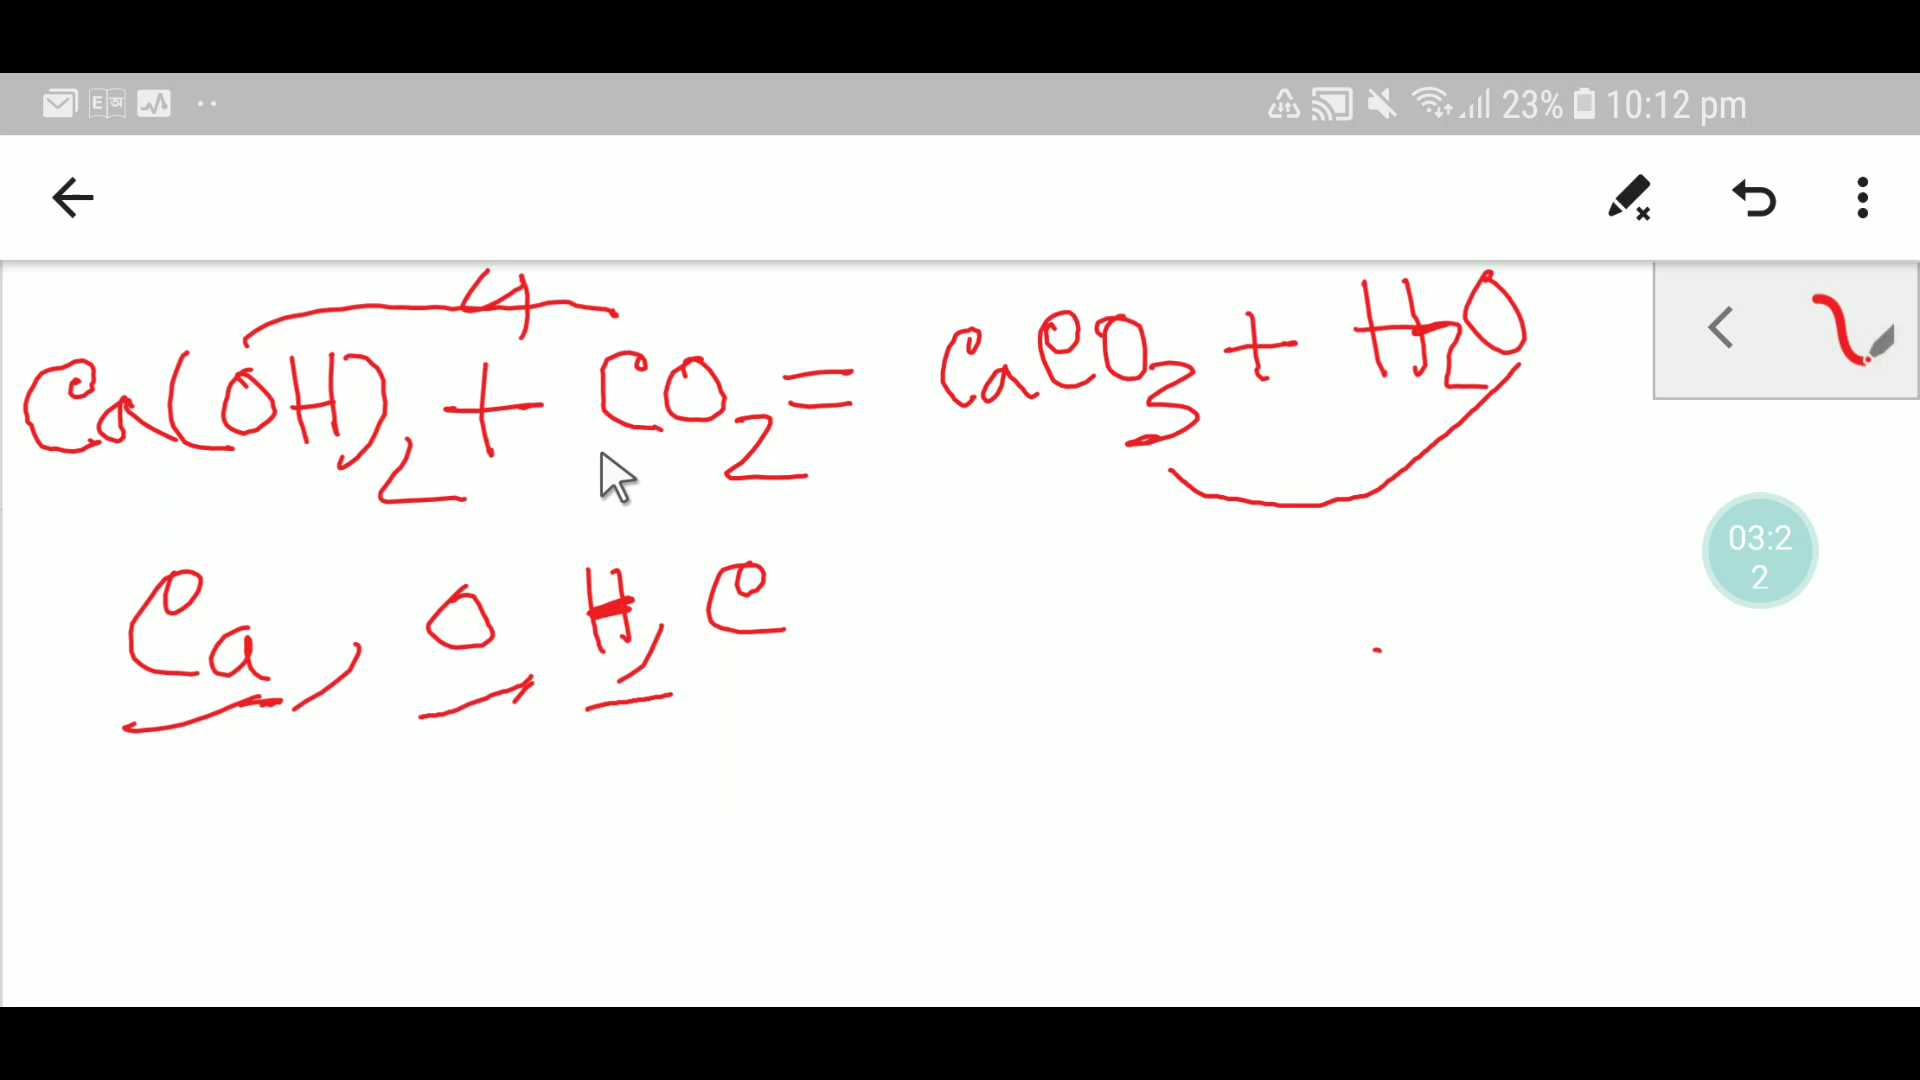 E अ 23% 10:12 pm
4
Ca(OH)2 + CO2 = CaCO3 + H2O
03:2
2
Ca, O, H, C